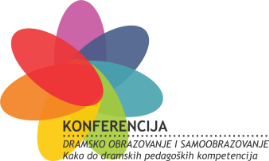 KONFERENCIJA
DRAMSKO OBRAZOVANJE I SAMOOBRAZOVANJE
Kako do dramskih pedagoških kompetencija